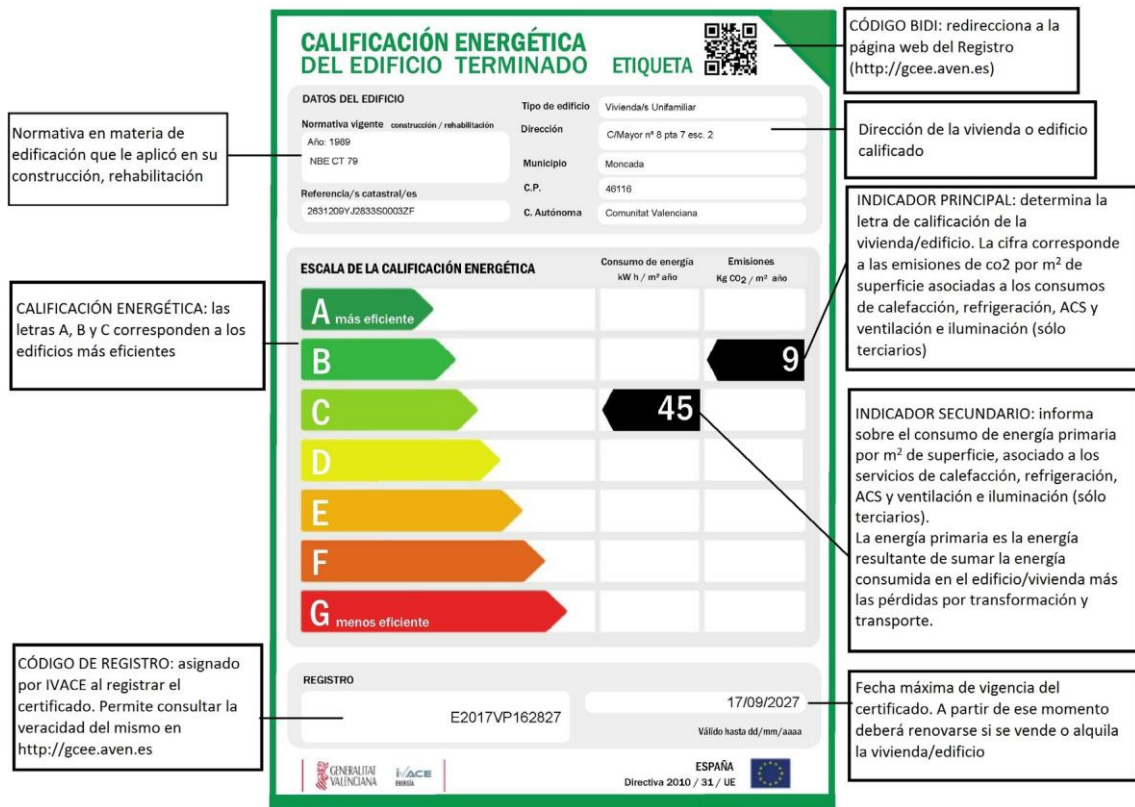 CALIFICACIÓN ENERGÉTICA
DEL EDIFICIO TERMINADO ETIQUETA
DATOS DEL EDIFICIO
Normativa vigente construcción / rehabilitación
Año: 1989
NBE CT 79
Referencia/s catastral/es
2631209YJ2833S0003ZF
Tipo de edificio Vivienda/s Unifamiliar
Dirección C/Mayor nº 8 pta 7 esc. 2
Municipio Moncada
C.P. 46116
C. Autónoma Comunitat Valenciana
ESCALA DE LA CALIFICACIÓN ENERGÉTICA
Consumo de energía
kW h / m² año
Emisiones
Kg CO2 / m² año
A más eficiente
B 9
C 45
D
E
F
G menos eficiente
REGISTRO
E2017VP162827
17/09/2027
Válido hasta dd/mm/aaaa
GENERALITAT
VALENCIANA
iVACE
ENERGÍA
ESPAÑA
Directiva 2010 / 31 / UE
Normativa en materia de
edificación que le aplicó en su
construcción, rehabilitación
CALIFICACIÓN ENERGÉTICA: las
letras A, B y C corresponden a los
edificios más eficientes
CÓDIGO DE REGISTRO: asignado
por IVACE al registrar el
certificado. Permite consultar la
veracidad del mismo en
http://gcee.aven.es
CÓDIGO BIDI: redirecciona a la
página web del Registro
(http://gcee.aven.es)
Dirección de la vivienda o edificio
calificado
INDICADOR PRINCIPAL: determina la
letra de calificación de la
vivienda/edificio. La cifra corresponde
a las emisiones de co2 por m² de
superficie asociadas a los consumos
de calefacción, refrigeración, ACS y
ventilación e iluminación (sólo
terciarios)
INDICADOR SECUNDARIO: informa
sobre el consumo de energía primaria
por m² de superficie, asociado a los
servicios de calefacción, refrigeración,
ACS y ventilación e iluminación (sólo
terciarios).
La energía primaria es la energía
resultante de sumar la energía
consumida en el edificio/vivienda más
las pérdidas por transformación y
transporte.
Fecha máxima de vigencia del
certificado. A partir de ese momento
deberá renovarse si se vende o alquila
la vivienda/edificio